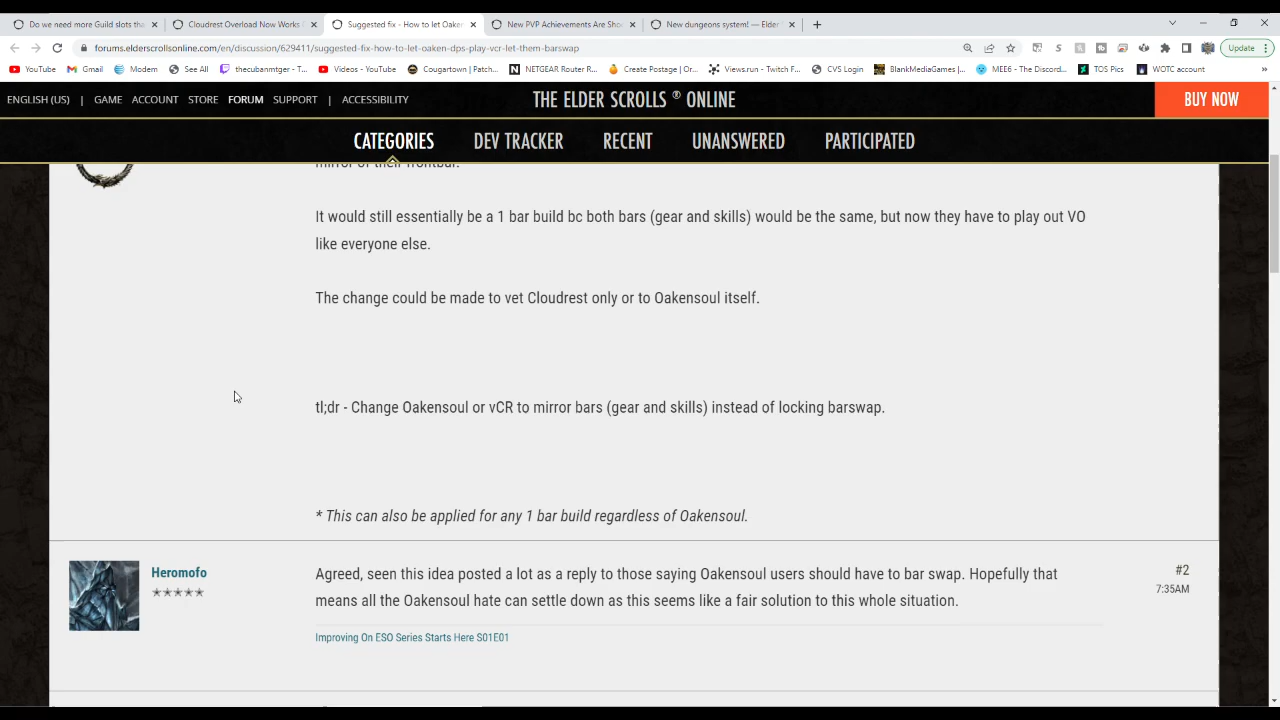 Do we need more Guild slots tha
Cloudrest Overload Now Works
Suggested fix - How to let Oaken
New PVP Achievements Are Sho
New dungeons system! — Elder
forums.elderscrollsonline.com/en/discussion/629411/suggested-fix-how-to-let-oaken-dps-play-vcr-let-them-barswap
Update
YouTube
Gmail
Modem
See All
thecubanmtger - T...
Videos - YouTube
Cougartown | Patch...
NETGEAR Router R...
Create Postage | Or...
Views.run - Twitch F...
CVS Login
BlankMediaGames |...
MEE6 - The Discord...
TOS Pics
WOTC account
ENGLISH (US) | GAME ACCOUNT STORE FORUM SUPPORT | ACCESSIBILITY
THE ELDER SCROLLS ® ONLINE
BUY NOW
CATEGORIES DEV TRACKER RECENT UNANSWERED PARTICIPATED
mirror of their frontbar.
It would still essentially be a 1 bar build bc both bars (gear and skills) would be the same, but now they have to play out VO
like everyone else.
The change could be made to vet Cloudrest only or to Oakensoul itself.
tl;dr - Change Oakensoul or vCR to mirror bars (gear and skills) instead of locking barswap.
* This can also be applied for any 1 bar build regardless of Oakensoul.
Heromofo
★★★★★
Agreed, seen this idea posted a lot as a reply to those saying Oakensoul users should have to bar swap. Hopefully that
means all the Oakensoul hate can settle down as this seems like a fair solution to this whole situation.
#2
7:35AM
Improving On ESO Series Starts Here S01E01